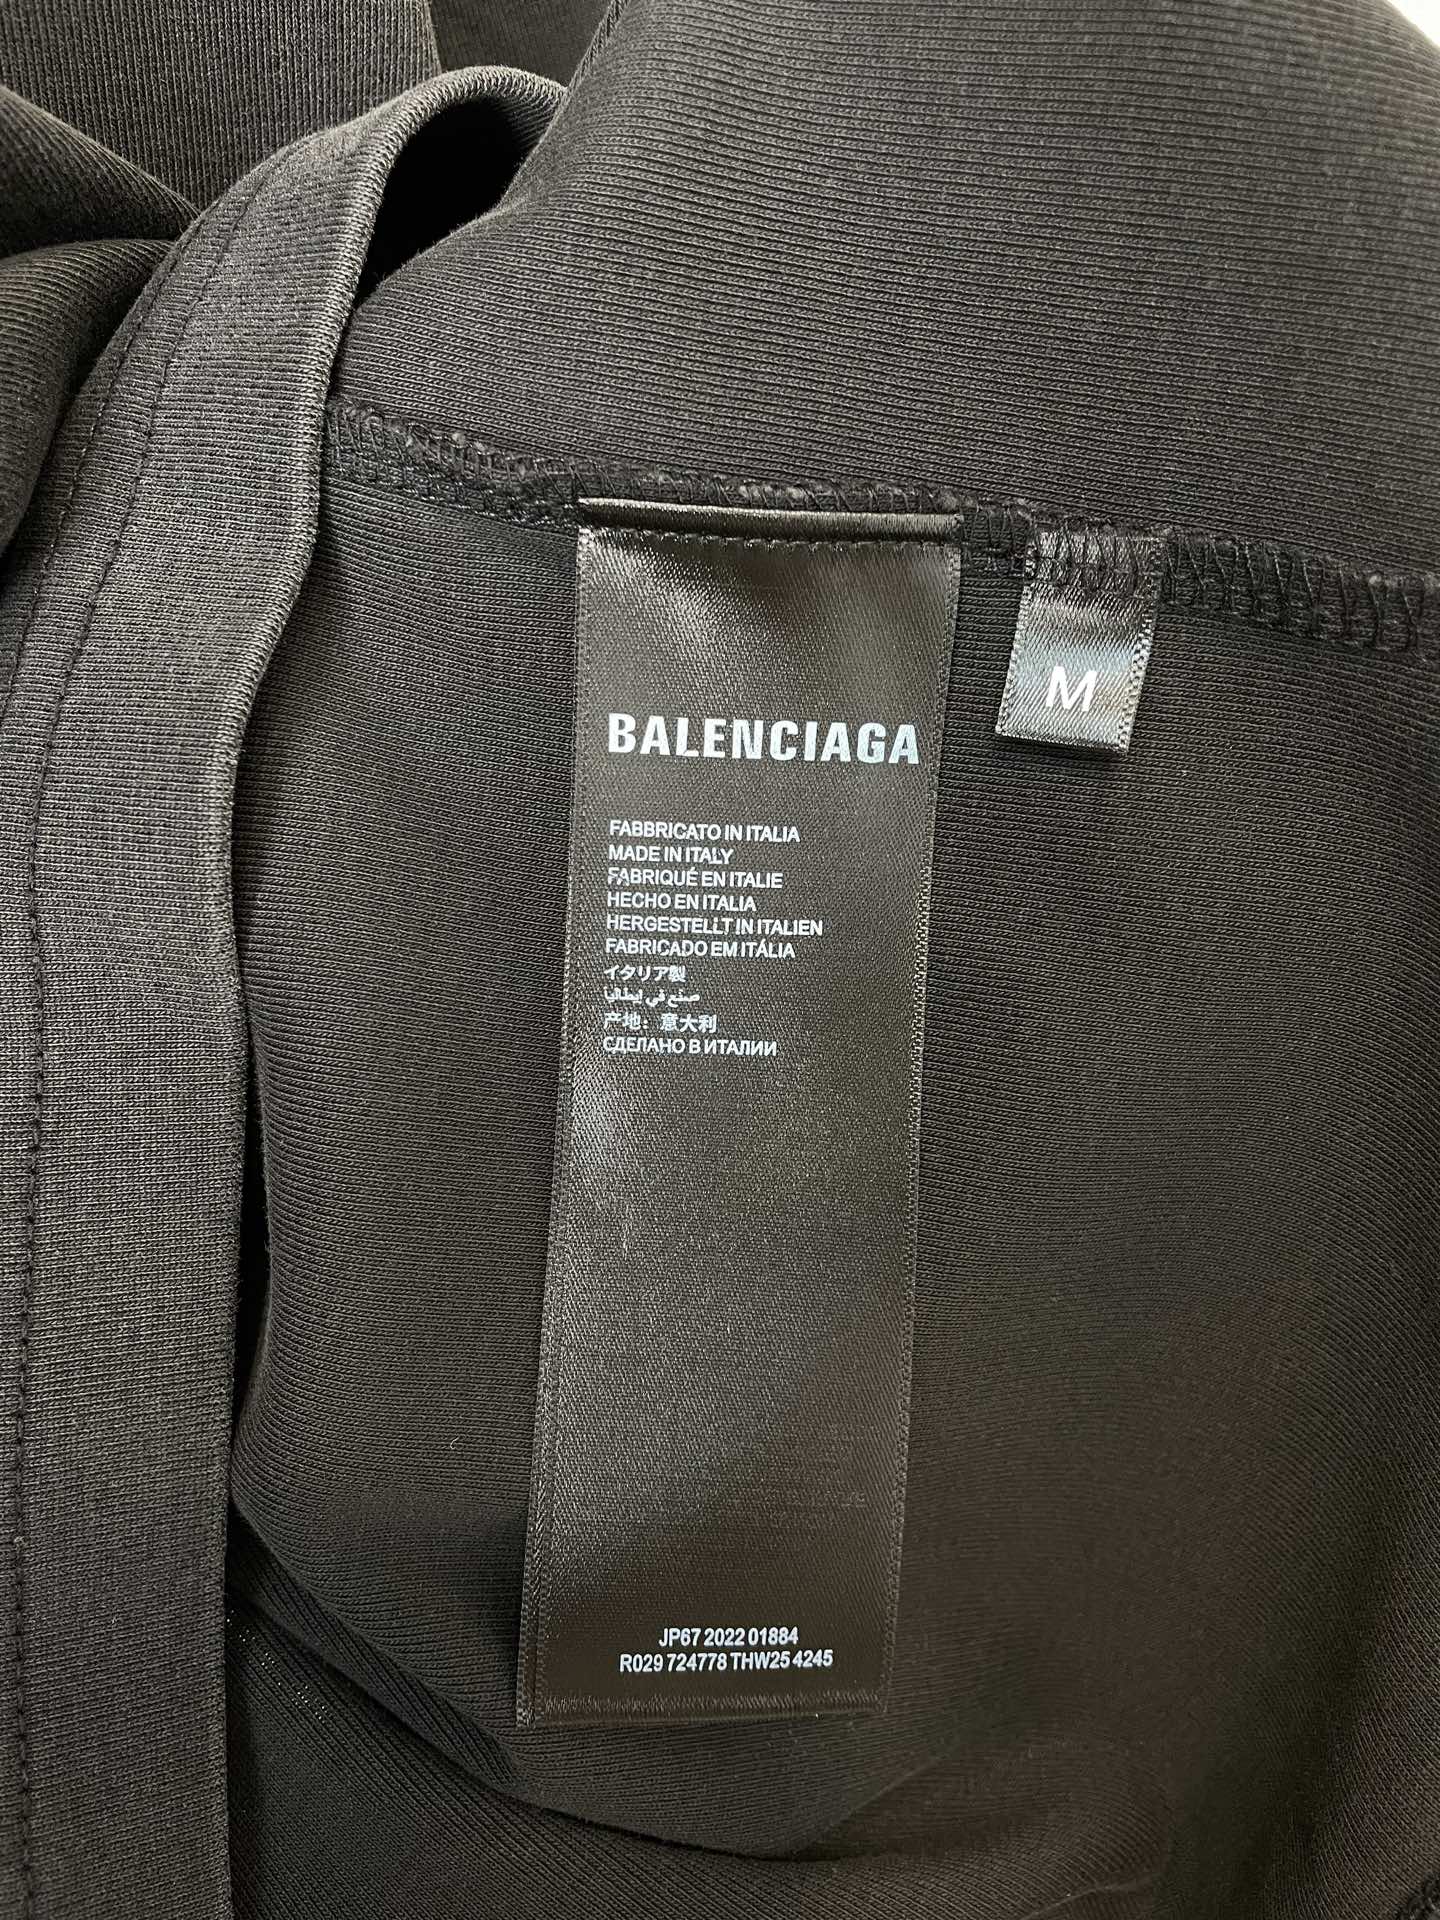 BALENCIAGA
M
FABBRICATO IN ITALIA
MADE IN ITALY
FABRIQUÉ EN ITALIE
HECHO EN ITALIA
HERGESTELLT IN ITALIEN
FABRICADO EM ITÁLIA
イタリア製
صنع في إيطاليا
产地：意大利
СДЕЛАНО В ИТАЛИИ
JP67 2022 01884
R029 724778 THW25 4245